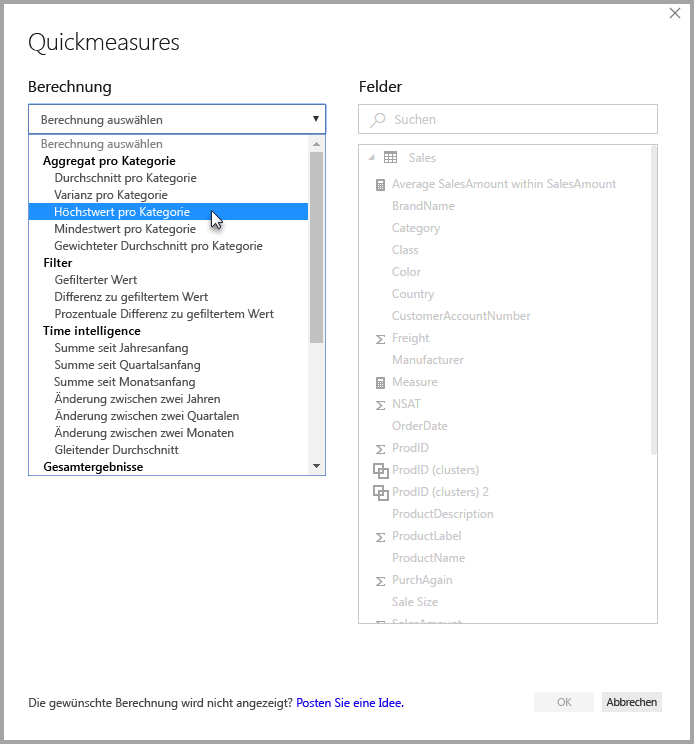 Quickmeasures
Berechnung
Berechnung auswählen
Berechnung auswählen
Aggregat pro Kategorie
Durchschnitt pro Kategorie
Varianz pro Kategorie
Höchstwert pro Kategorie
Mindestwert pro Kategorie
Gewichteter Durchschnitt pro Kategorie
Filter
Gefilterter Wert
Differenz zu gefiltertem Wert
Prozentuale Differenz zu gefiltertem Wert
Time intelligence
Summe seit Jahresanfang
Summe seit Quartalsanfang
Summe seit Monatsanfang
Änderung zwischen zwei Jahren
Änderung zwischen zwei Quartalen
Änderung zwischen zwei Monaten
Gleitender Durchschnitt
Gesamtergebnisse
Felder
Suchen
Sales
Average SalesAmount within SalesAmount
BrandName
Category
Class
Color
Country
CustomerAccountNumber
Freight
Manufacturer
Measure
NSAT
OrderDate
ProdID
ProdID (clusters)
ProdID (clusters) 2
ProductDescription
ProductLabel
ProductName
PurchAgain
Sale Size
SalesAmount
Die gewünschte Berechnung wird nicht angezeigt? Posten Sie eine Idee.
OK
Abbrechen